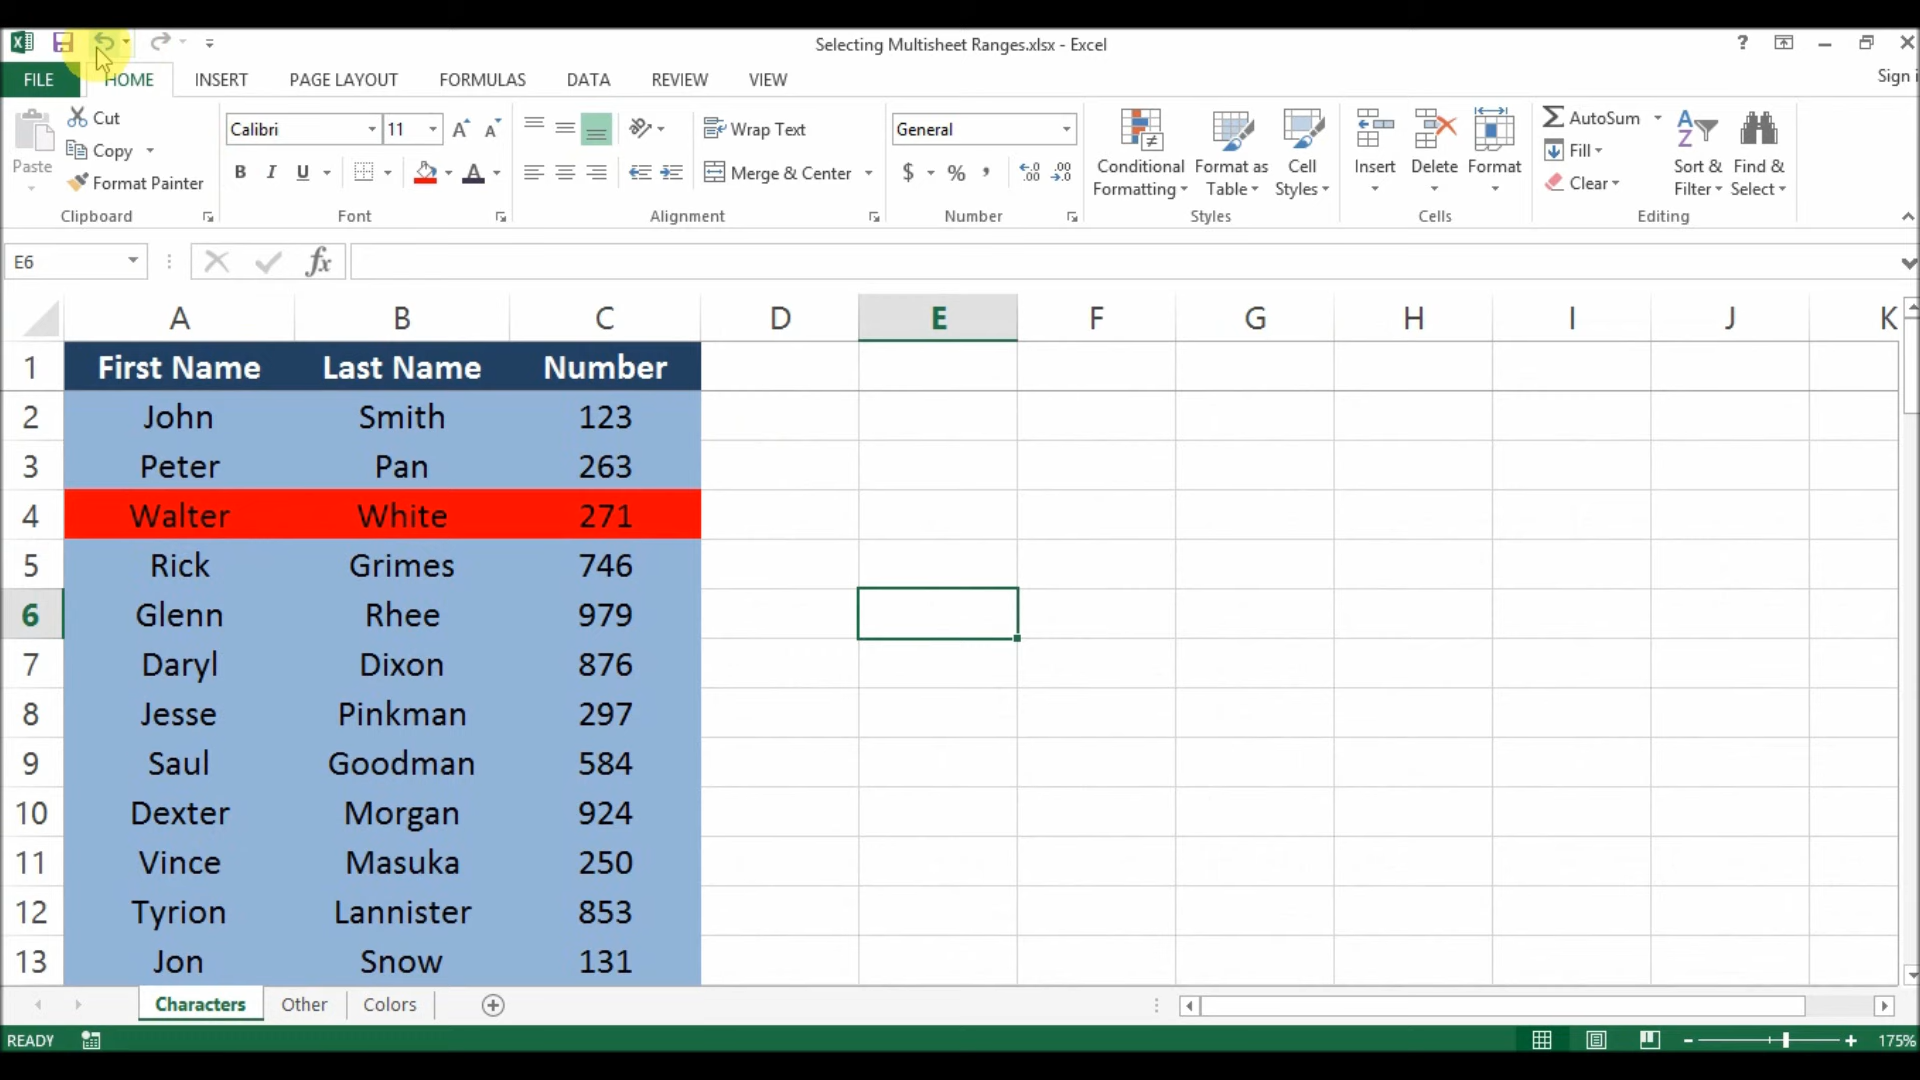 Selecting Multisheet Ranges.xlsx - Excel
?
Sign i
FILE HOME INSERT PAGE LAYOUT FORMULAS DATA REVIEW VIEW
Paste
Cut
Copy
Format Painter
Clipboard
Calibri 11
B I U
Font
Wrap Text
Merge & Center
Alignment
General
$ % ,
Number
Conditional Formatting
Format as Table
Cell Styles
Styles
Insert
Delete
Format
Cells
AutoSum
Fill
Clear
Sort & Filter
Find & Select
Editing
E6 fx
A B C D E F G H I J K
1 First Name Last Name Number
2 John Smith 123
3 Peter Pan 263
4 Walter White 271
5 Rick Grimes 746
6 Glenn Rhee 979
7 Daryl Dixon 876
8 Jesse Pinkman 297
9 Saul Goodman 584
10 Dexter Morgan 924
11 Vince Masuka 250
12 Tyrion Lannister 853
13 Jon Snow 131
Characters Other Colors
READY 175%